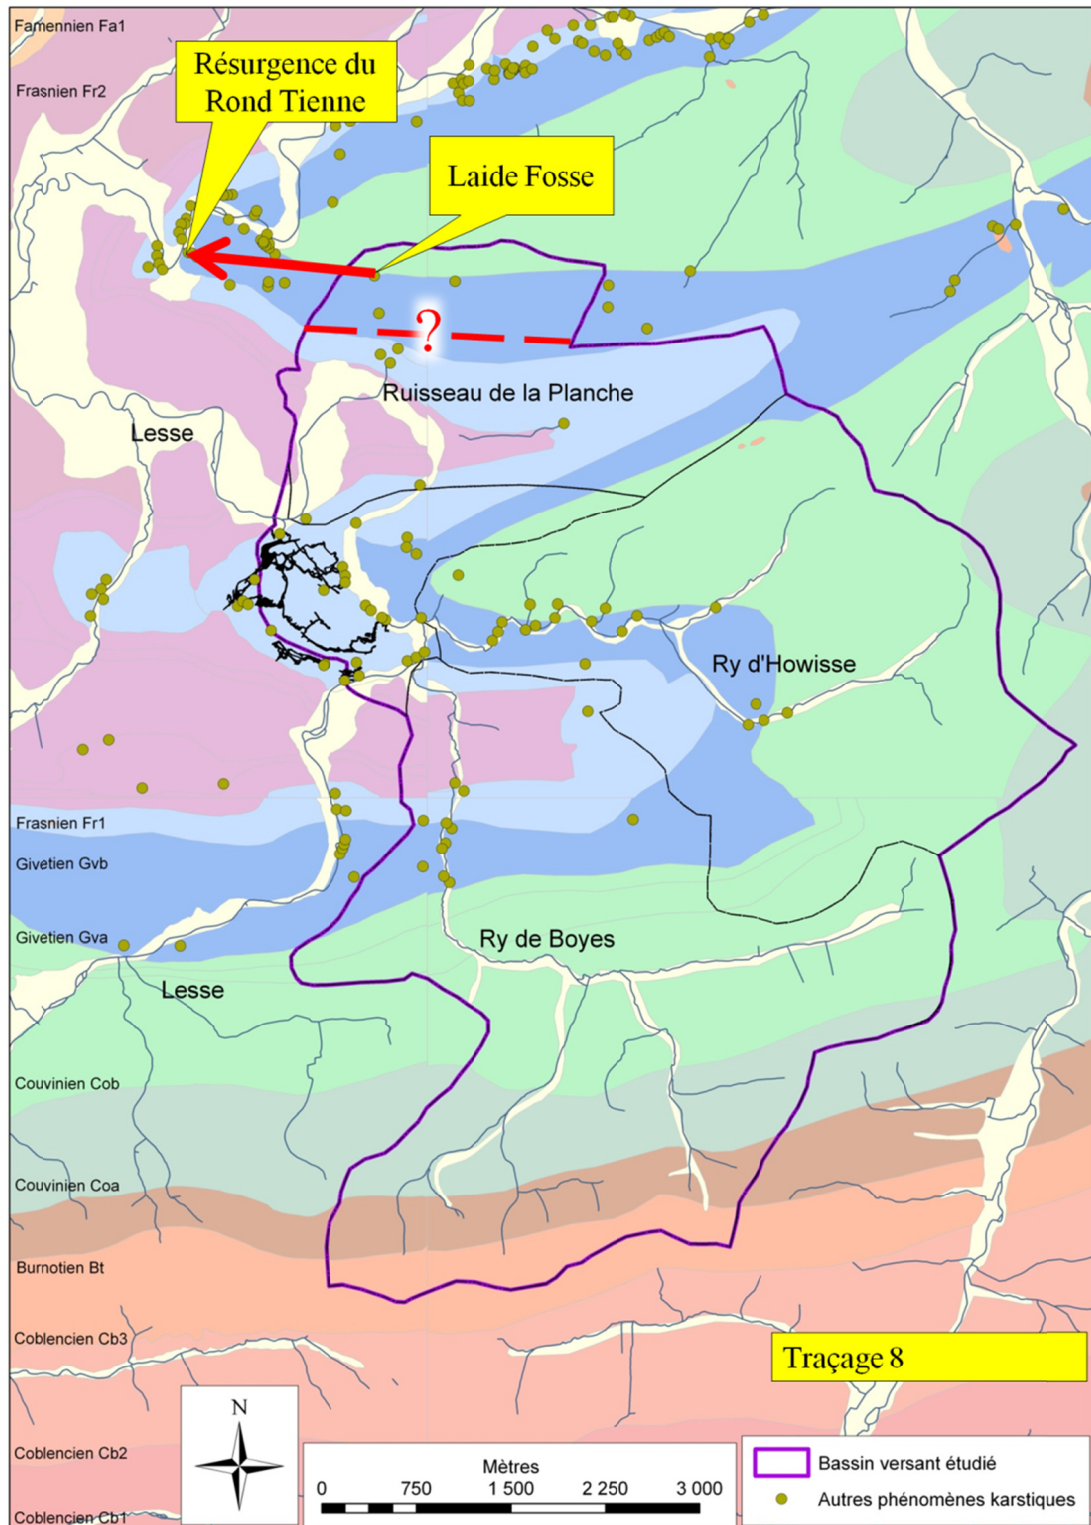 Famennien Fa1
Résurgence du
Rond Tienne
Frasnien Fr2
Laide Fosse
?
Ruisseau de la Planche
Lesse
Ry d'Howisse
Frasnien Fr1
Givetien Gvb
Givetien Gva
Ry de Boyes
Lesse
Couvinien Cob
Couvinien Coa
Burnotien Bt
Coblencien Cb3
Traçage 8
N
Coblencien Cb2
Mètres
0 750 1 500 2 250 3 000
Bassin versant étudié
Autres phénomènes karstiques
Coblencien Cb1